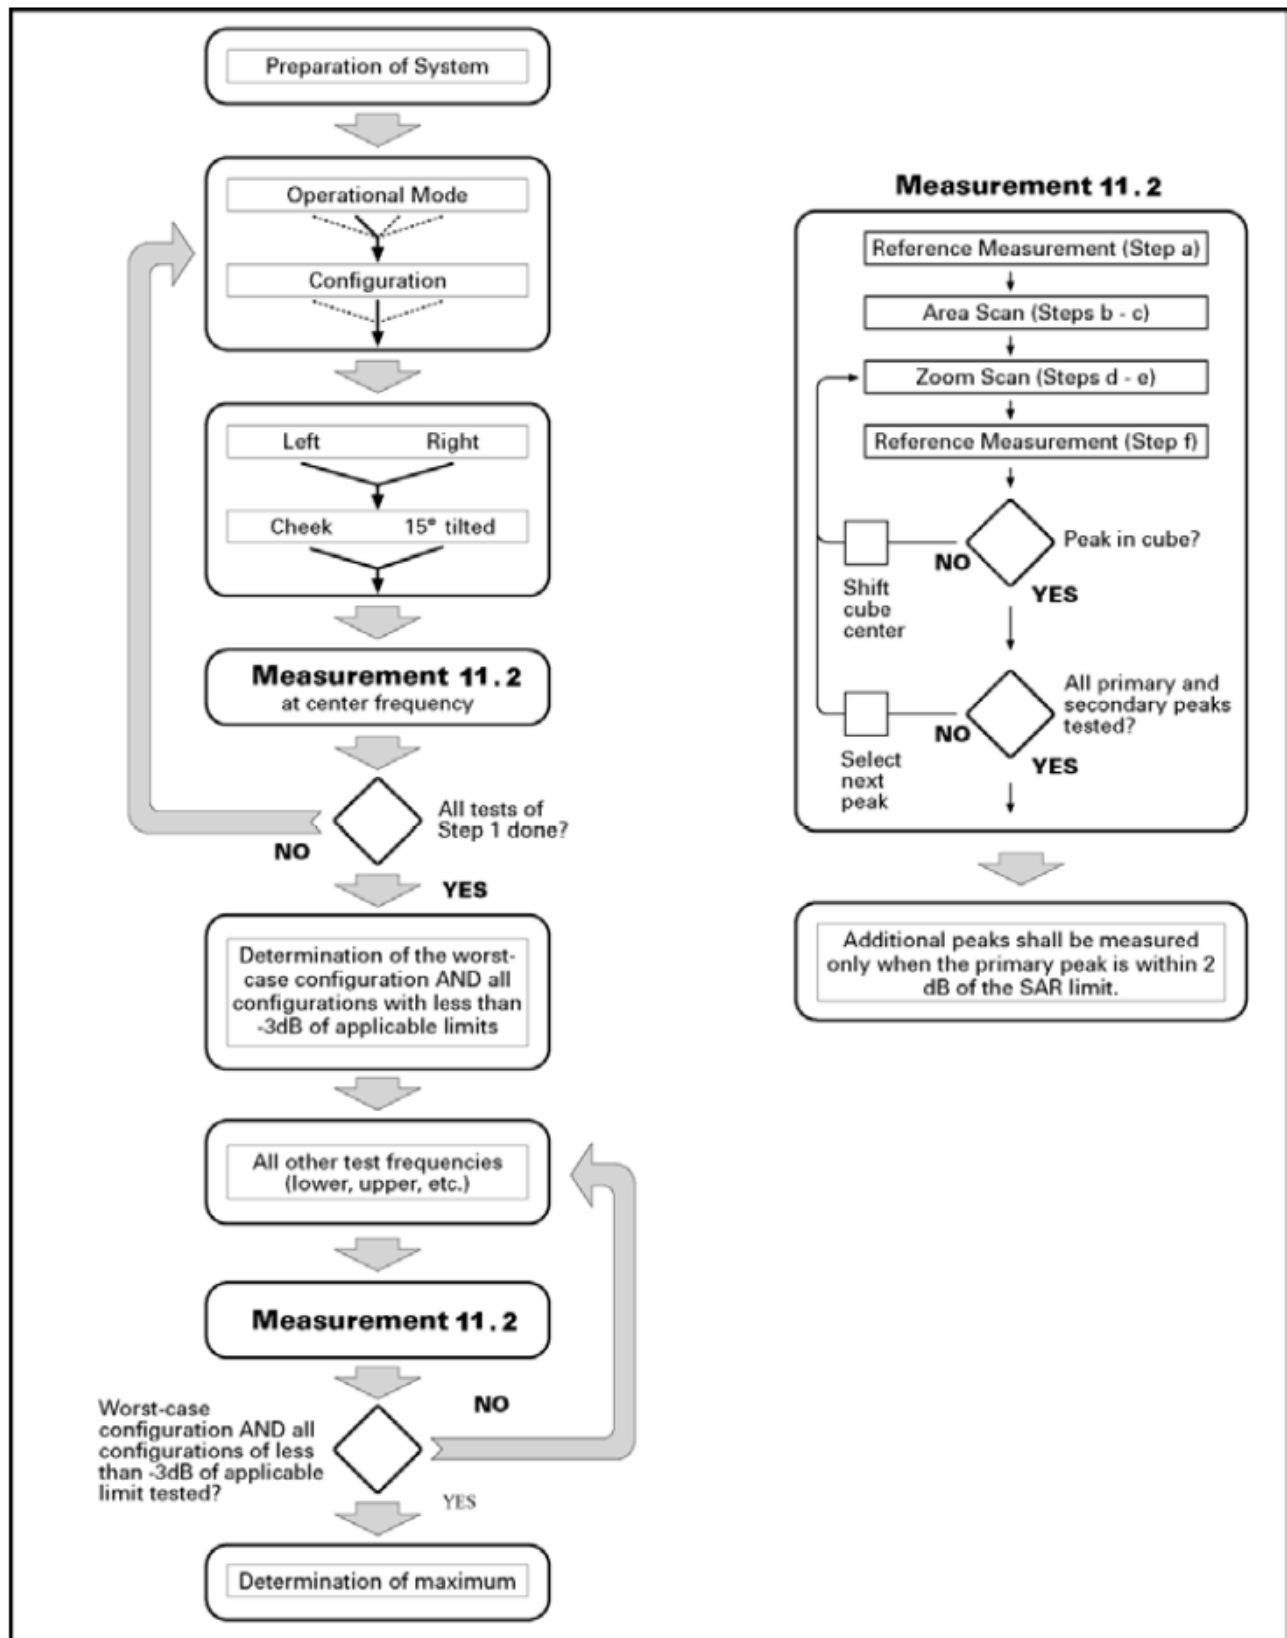 Preparation of System
Operational Mode
Configuration
Left Right
Cheek 15° tilted
Measurement 11.2
at center frequency
All tests of
Step 1 done?
NO
YES
Determination of the worst-
case configuration AND all
configurations with less than
-3dB of applicable limits
All other test frequencies
(lower, upper, etc.)
Measurement 11.2
NO
Worst-case
configuration AND all
configurations of less
than -3dB of applicable
limit tested?
YES
Determination of maximum
Measurement 11.2
Reference Measurement (Step a)
Area Scan (Steps b - c)
Zoom Scan (Steps d - e)
Reference Measurement (Step f)
Peak in cube?
NO
YES
Shift
cube
center
All primary and
secondary peaks
tested?
NO
YES
Select
next
peak
Additional peaks shall be measured
only when the primary peak is within 2
dB of the SAR limit.